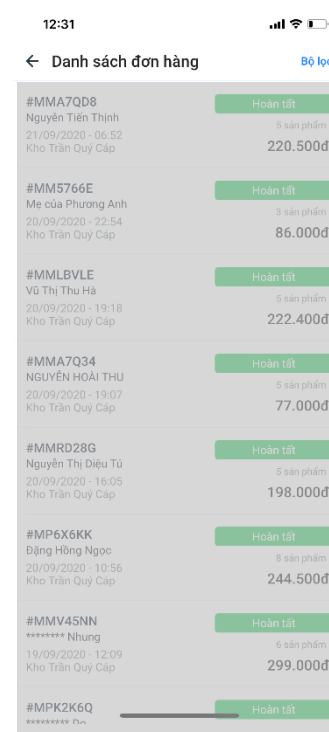 12:31
Danh sách đơn hàng
Bộ lọc
#MMA7QD8
Hoàn tất
Nguyễn Tiến Thịnh
5 sản phẩm
21/09/2020 - 06:52
220.500đ
Kho Trần Quý Cáp
#MM5766E
Hoàn tất
Mẹ của Phương Anh
3 sản phẩm
20/09/2020 - 22:54
86.000đ
Kho Trần Quý Cáp
#MMLBVLE
Hoàn tất
Vũ Thị Thu Hà
5 sản phẩm
20/09/2020 - 19:18
222.400đ
Kho Trần Quý Cáp
#MMA7Q34
Hoàn tất
NGUYỄN HOÀI THU
5 sản phẩm
20/09/2020 - 19:07
77.000đ
Kho Trần Quý Cáp
#MMRD28G
Hoàn tất
Nguyễn Thị Diệu Tú
5 sản phẩm
20/09/2020 - 16:05
198.000đ
Kho Trần Quý Cáp
#MP6X6KK
Hoàn tất
Đặng Hồng Ngọc
8 sản phẩm
20/09/2020 - 10:56
244.500đ
Kho Trần Quý Cáp
#MMV45NN
Hoàn tất
******** Nhung
6 sản phẩm
19/09/2020 - 12:09
299.000đ
Kho Trần Quý Cáp
#MPK2K6Q
Hoàn tất